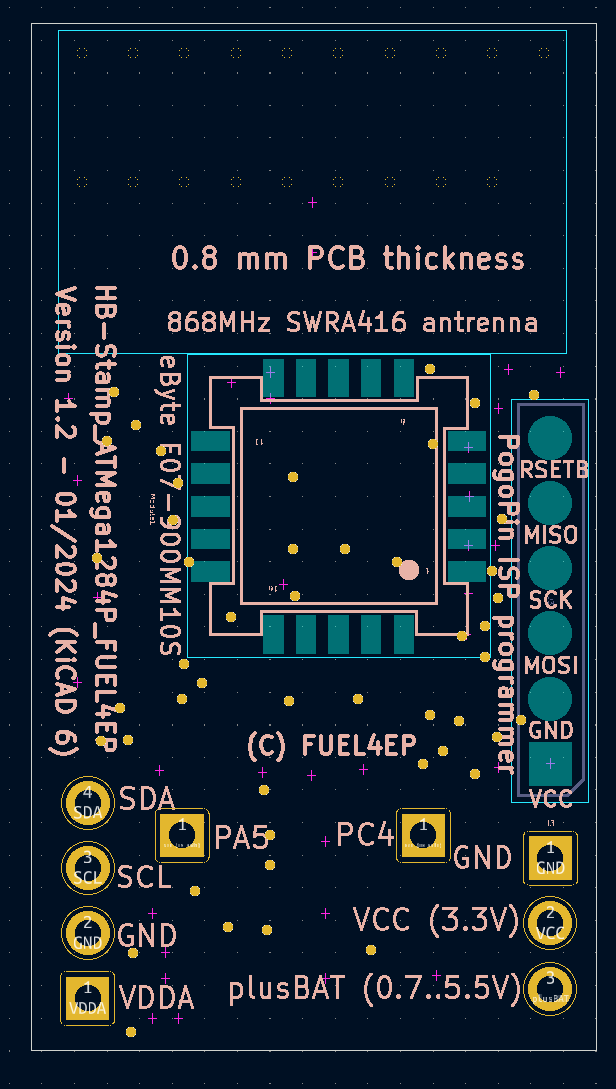 0.8 mm PCB thickness
868MHz SWRA416 antrenna
Version 1.2 - 01/2024 (KiCAD 6)
HB-Stamp_ATMega1284P_FUEL4EP
eByte E07-900MM10S
Module1
PogoPin ISP programmer
RSETB
MISO
SCK
MOSI
GND
VCC
(C) FUEL4EP
4
SDA
SDA
3
SCL
SCL
2
GND
GND
1
VDDA
VDDA
1
PA5
PC4
1
J3
GND
1
GND
VCC (3.3V)
2
VCC
plusBAT (0.7..5.5V)
3
plusBAT